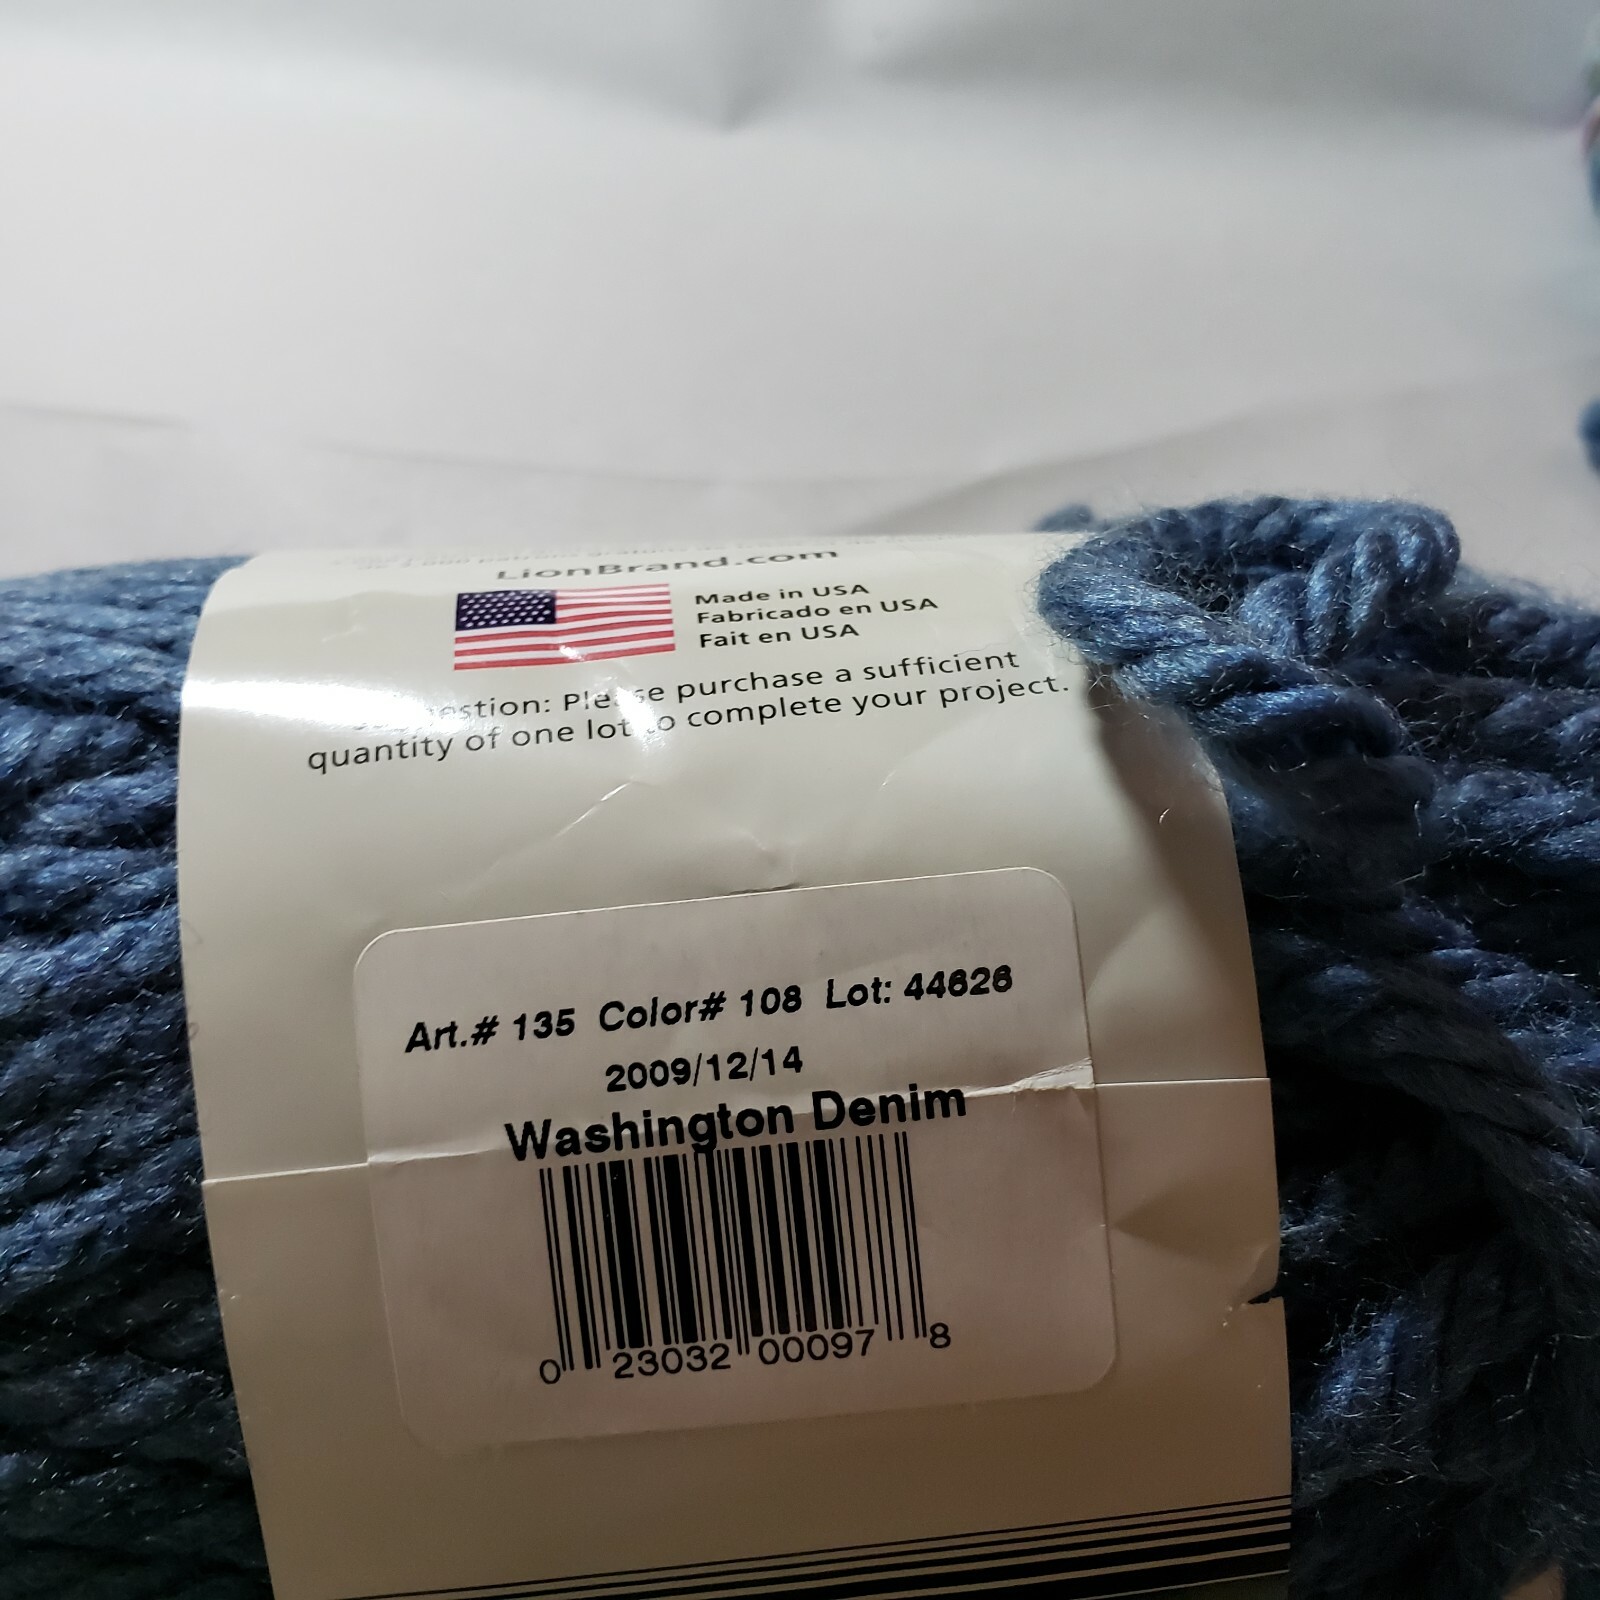 LionBrand.com
Made in USA
Fabricado en USA
Fait en USA
Please purchase a sufficient
quantity of one lot to complete your project.
Art.# 135 Color# 108 Lot: 44626
2009/12/14
Washington Denim
0 23032 00097 8